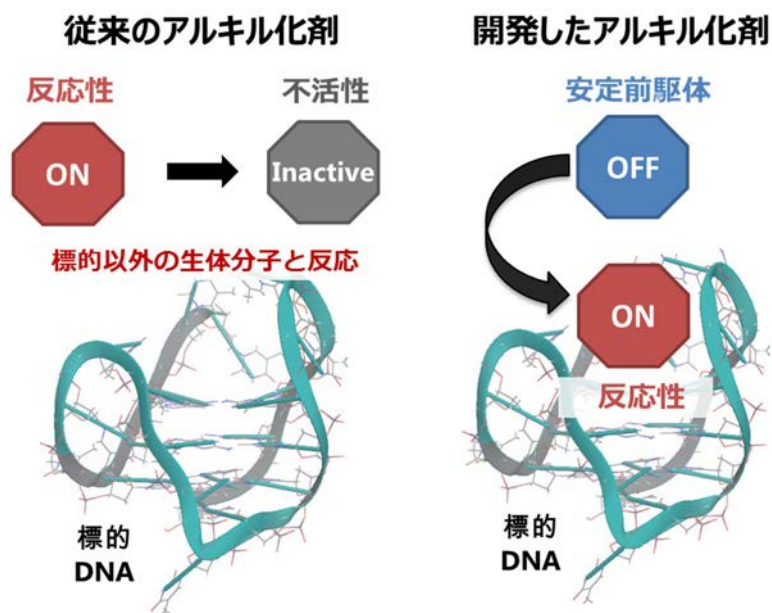 従来のアルキル化剤
反応性
不活性
ON
Inactive
標的以外の生体分子と反応
標的
DNA
開発したアルキル化剤
安定前駆体
OFF
ON
反応性
標的
DNA